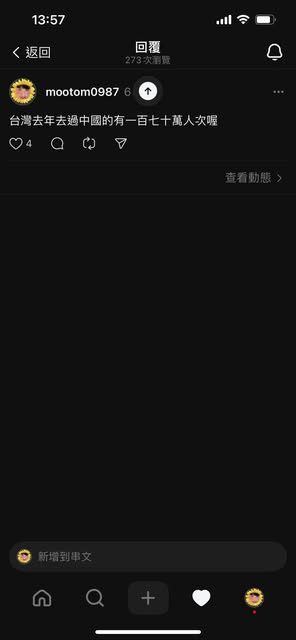 13:57
返回
回覆
273 次瀏覽
mootom0987 6
台灣去年去過中國的有一百七十萬人次喔
4
查看動態
新增到串文